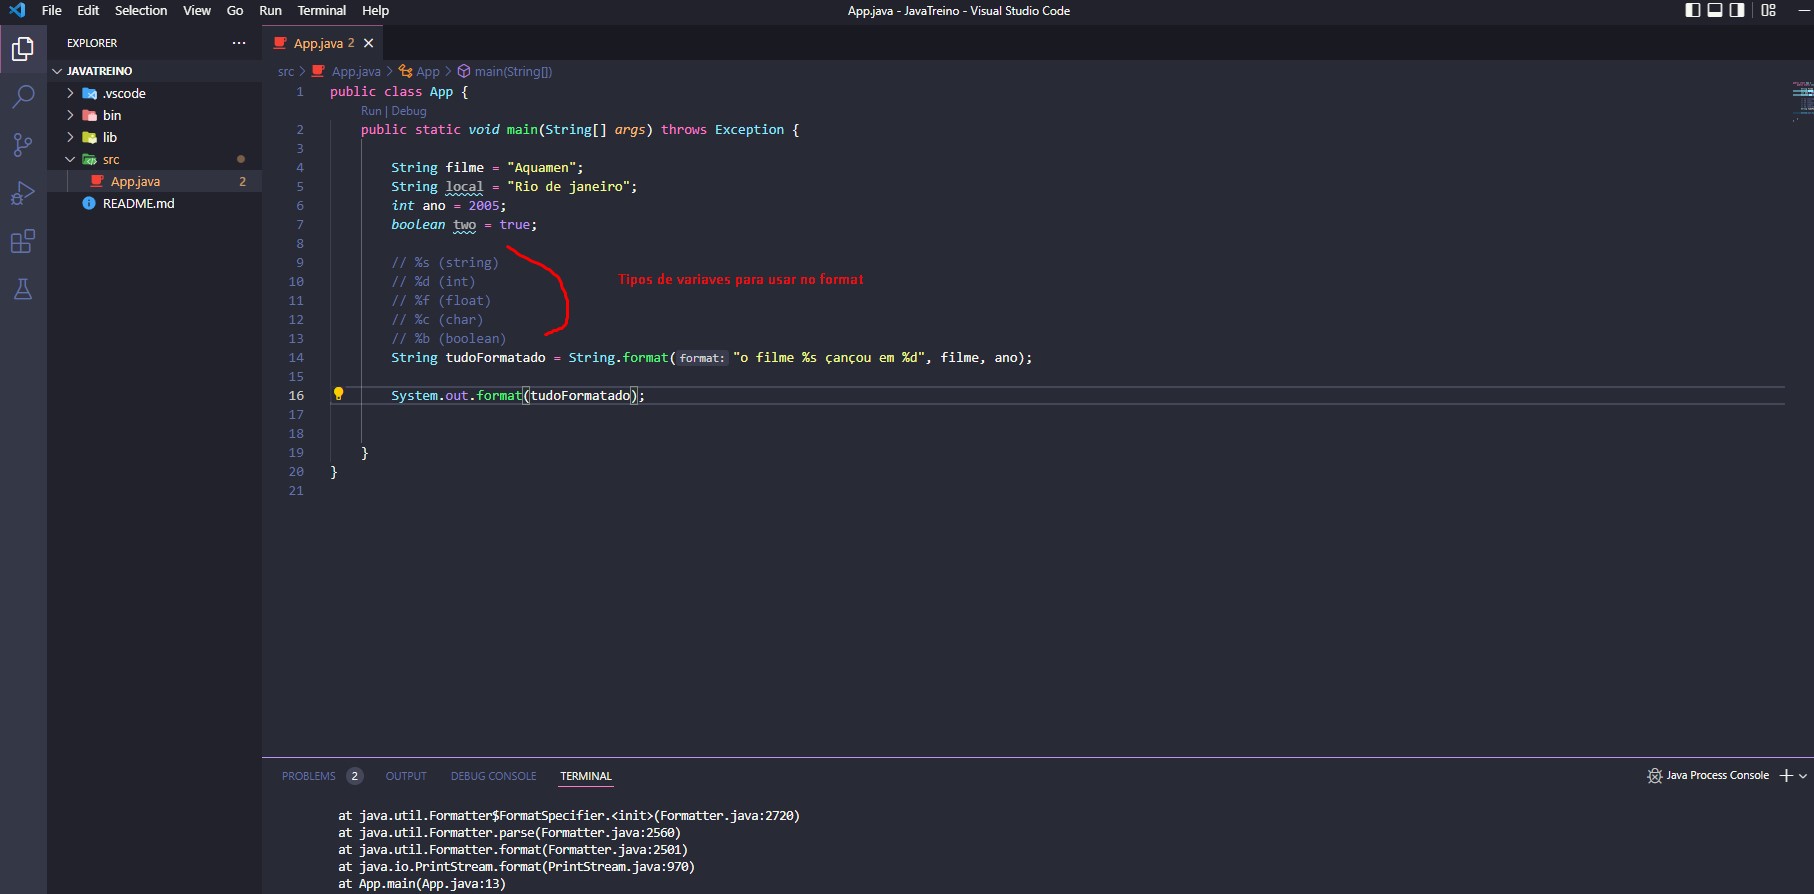 File Edit Selection View Go Run Terminal Help
App.java - JavaTreino - Visual Studio Code
EXPLORER
JAVATREINO
.vscode
bin
lib
src
App.java 2
README.md
App.java 2
src > App.java > App > main(String[])
1 public class App {
Run | Debug
2 public static void main(String[] args) throws Exception {
3
4 String filme = "Aquamen";
5 String local = "Rio de janeiro";
6 int ano = 2005;
7 boolean two = true;
8
9 // %s (string)
10 // %d (int)
11 // %f (float)
12 // %c (char)
13 // %b (boolean)
Tipos de variaves para usar no format
14 String tudoFormatado = String.format(format: "o filme %s çançou em %d", filme, ano);
15
16 System.out.format(tudoFormatado);
17
18
19 }
20 }
21
PROBLEMS 2 OUTPUT DEBUG CONSOLE TERMINAL
Java Process Console
at java.util.Formatter$FormatSpecifier.<init>(Formatter.java:2720)
at java.util.Formatter.parse(Formatter.java:2560)
at java.util.Formatter.format(Formatter.java:2501)
at java.io.PrintStream.format(PrintStream.java:970)
at App.main(App.java:13)